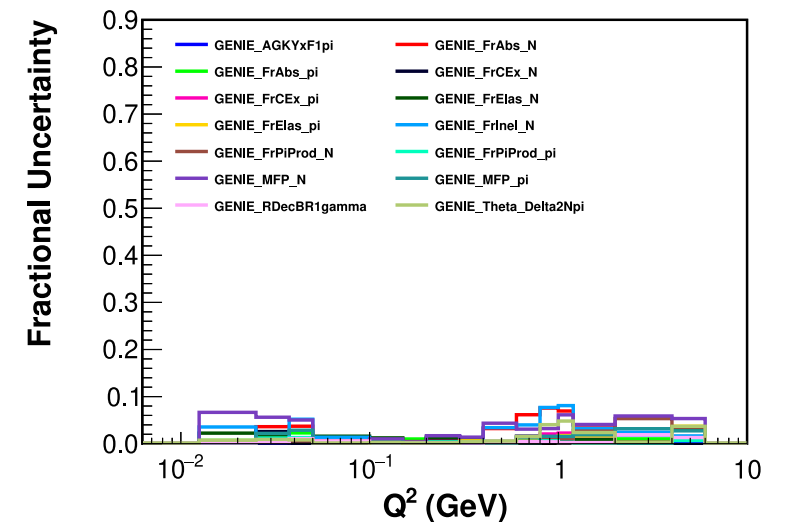 0.9
0.8
0.7
0.6
0.5
0.4
0.3
0.2
0.1
0.0
Fractional Uncertainty
GENIE_AGKYxF1pi GENIE_FrAbs_N
GENIE_FrAbs_pi GENIE_FrCEx_N
GENIE_FrCEx_pi GENIE_FrElas_N
GENIE_FrElas_pi GENIE_FrInel_N
GENIE_FrPiProd_N GENIE_FrPiProd_pi
GENIE_MFP_N GENIE_MFP_pi
GENIE_RDecBR1gamma GENIE_Theta_Delta2Npi
10⁻² 10⁻¹ 1 10
Q² (GeV)